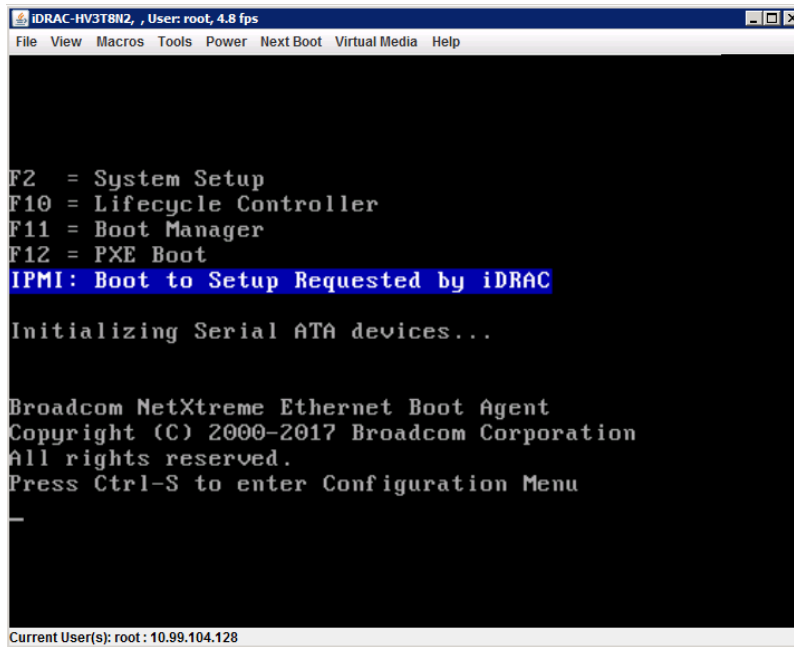 iDRAC-HV3T8N2, , User: root, 4.8 fps
File View Macros Tools Power Next Boot Virtual Media Help
F2 = System Setup
F10 = Lifecycle Controller
F11 = Boot Manager
F12 = PXE Boot
IPMI: Boot to Setup Requested by iDRAC
Initializing Serial ATA devices...
Broadcom NetXtreme Ethernet Boot Agent
Copyright (C) 2000-2017 Broadcom Corporation
All rights reserved.
Press Ctrl-S to enter Configuration Menu
Current User(s): root : 10.99.104.128